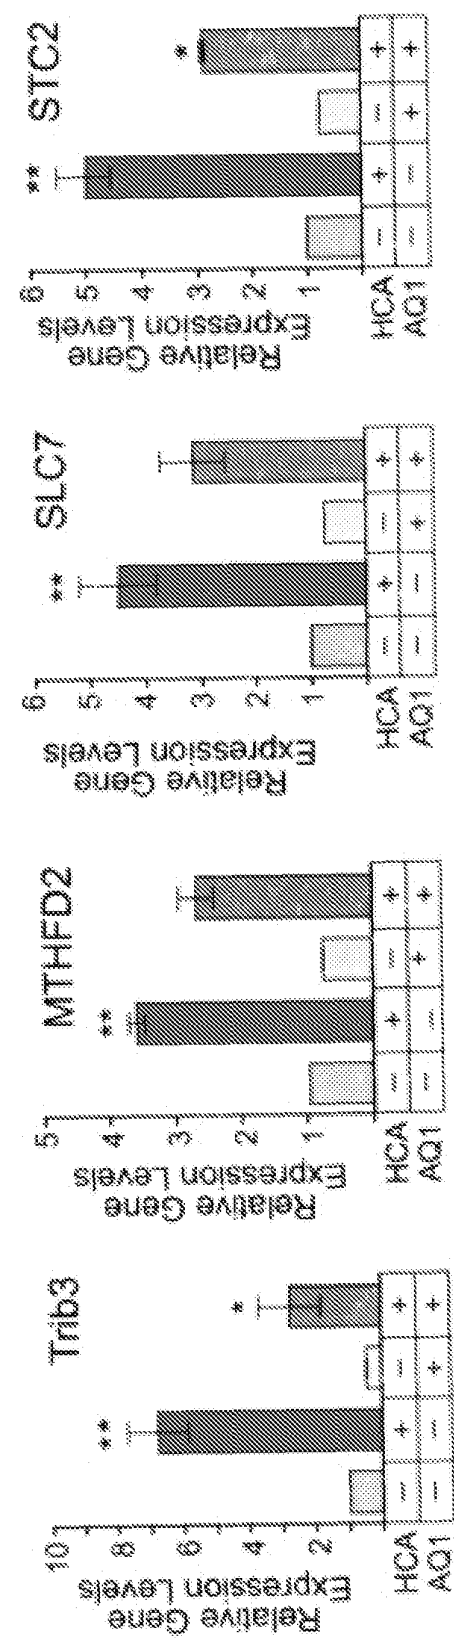 Trib3
Relative Gene
Expression Levels
10
8
6
4
2
**
*
HCA − + − +
AQ1 − − + +
MTHFD2
Relative Gene
Expression Levels
5
4
3
2
1
**
HCA − + − +
AQ1 − − + +
SLC7
Relative Gene
Expression Levels
6
5
4
3
2
1
**
HCA − + − +
AQ1 − − + +
STC2
Relative Gene
Expression Levels
6
5
4
3
2
1
**
*
HCA − + − +
AQ1 − − + +